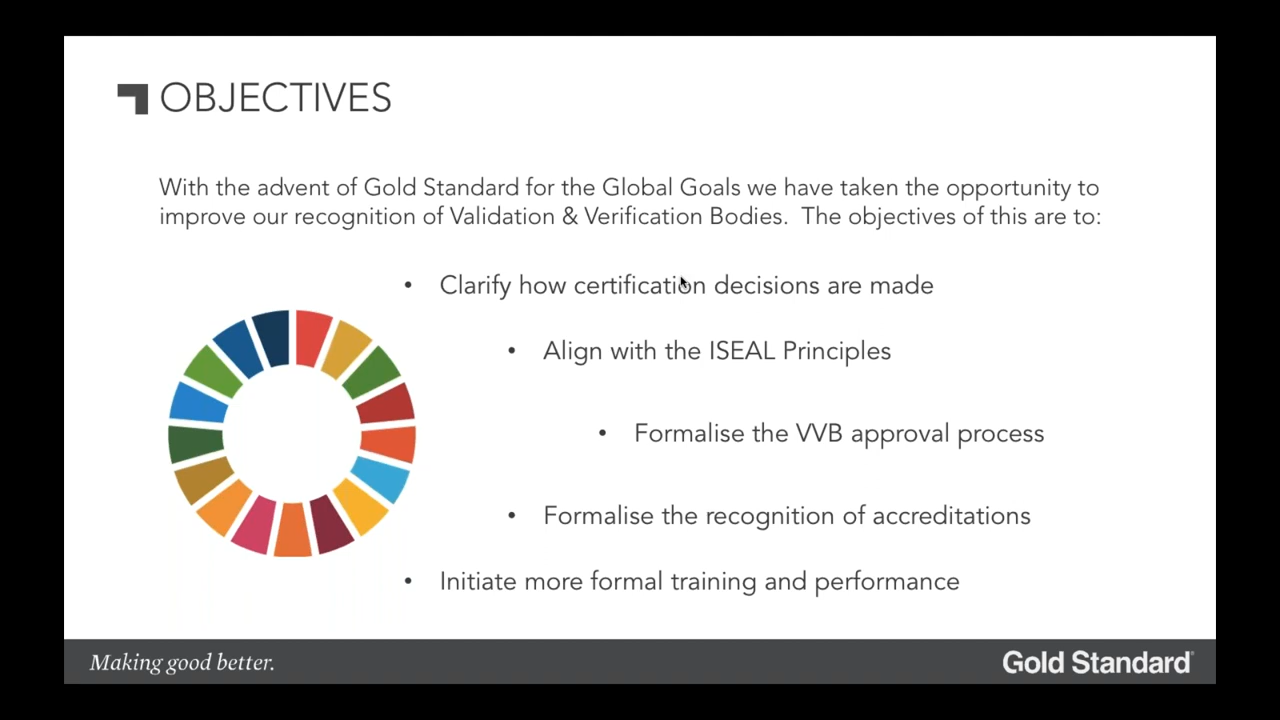 OBJECTIVES
With the advent of Gold Standard for the Global Goals we have taken the opportunity to
improve our recognition of Validation & Verification Bodies.  The objectives of this are to:
• Clarify how certification decisions are made
• Align with the ISEAL Principles
• Formalise the VVB approval process
• Formalise the recognition of accreditations
• Initiate more formal training and performance
Making good better.
Gold Standard®